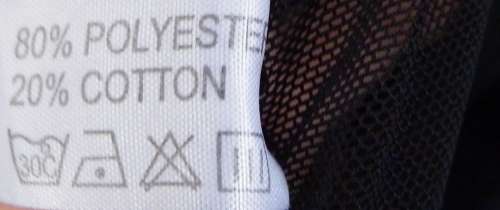 80% POLYESTE
20% COTTON
30C